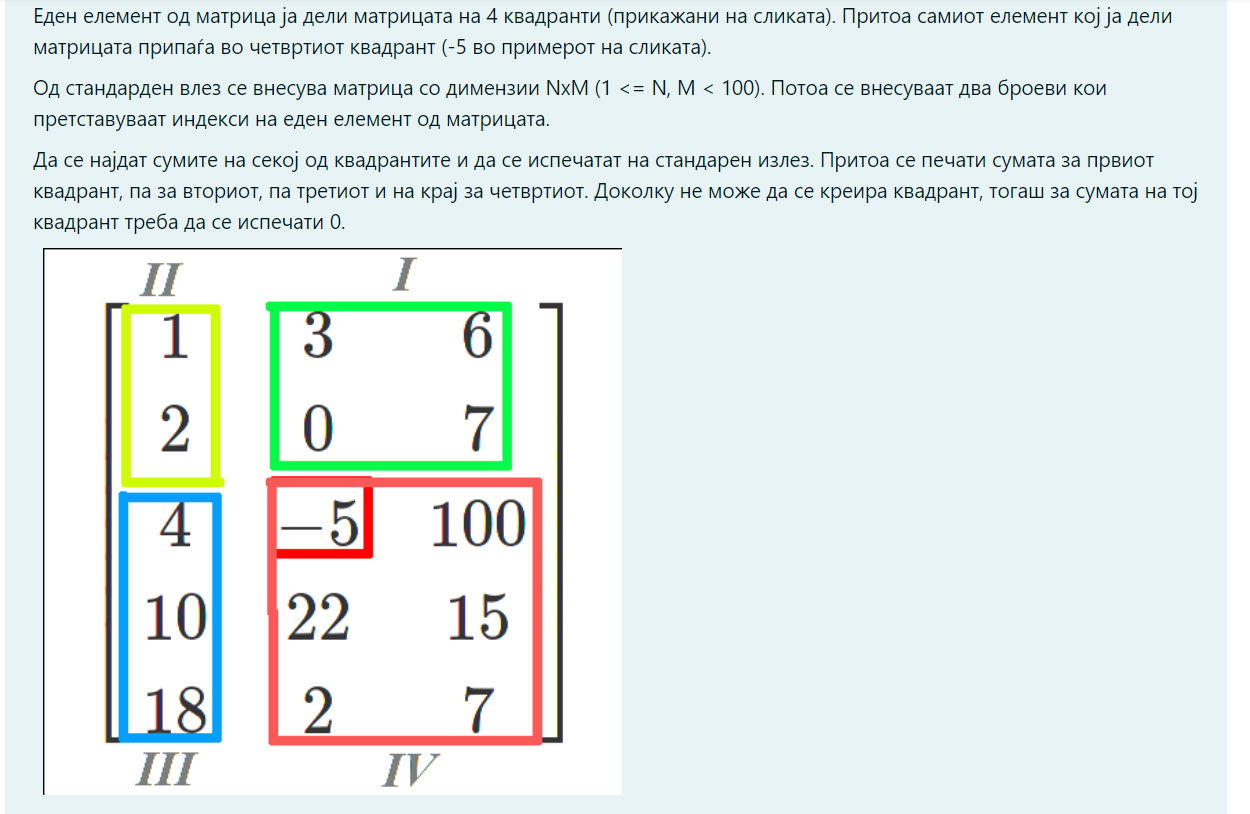 Еден елемент од матрица ја дели матрицата на 4 квадранти (прикажани на сликата). Притоа самиот елемент кој ја дели
матрицата припаѓа во четвртиот квадрант (-5 во примерот на сликата).
Од стандарден влез се внесува матрица со димензии NxM (1 <= N, M < 100). Потоа се внесуваат два броеви кои
претставуваат индекси на еден елемент од матрицата.
Да се најдат сумите на секој од квадрантите и да се испечатат на стандарен излез. Притоа се печати сумата за првиот
квадрант, па за вториот, па третиот и на крај за четвртиот. Доколку не може да се креира квадрант, тогаш за сумата на тој
квадрант треба да се испечати 0.
II I
1 3 6
2 0 7
4 −5 100
10 22 15
18 2 7
III IV